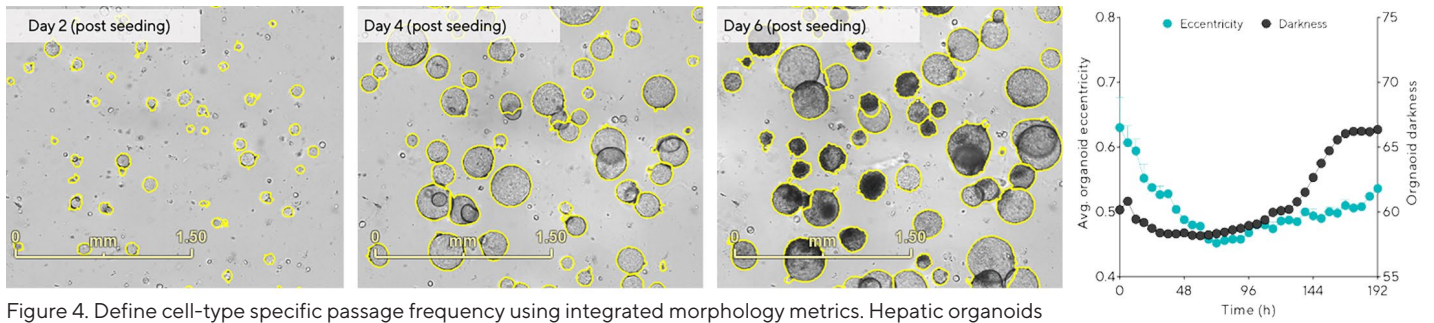 Day 2 (post seeding)
0 mm 1.50
Day 4 (post seeding)
0 mm 1.50
Day 6 (post seeding)
0 mm 1.50
Eccentricity Darkness
Avg. organoid eccentricity
0.8
0.7
0.6
0.5
0.4
75
70
65
60
55
Orgnaoid darkness
0 48 96 144 192
Time (h)
Figure 4. Define cell-type specific passage frequency using integrated morphology metrics. Hepatic organoids